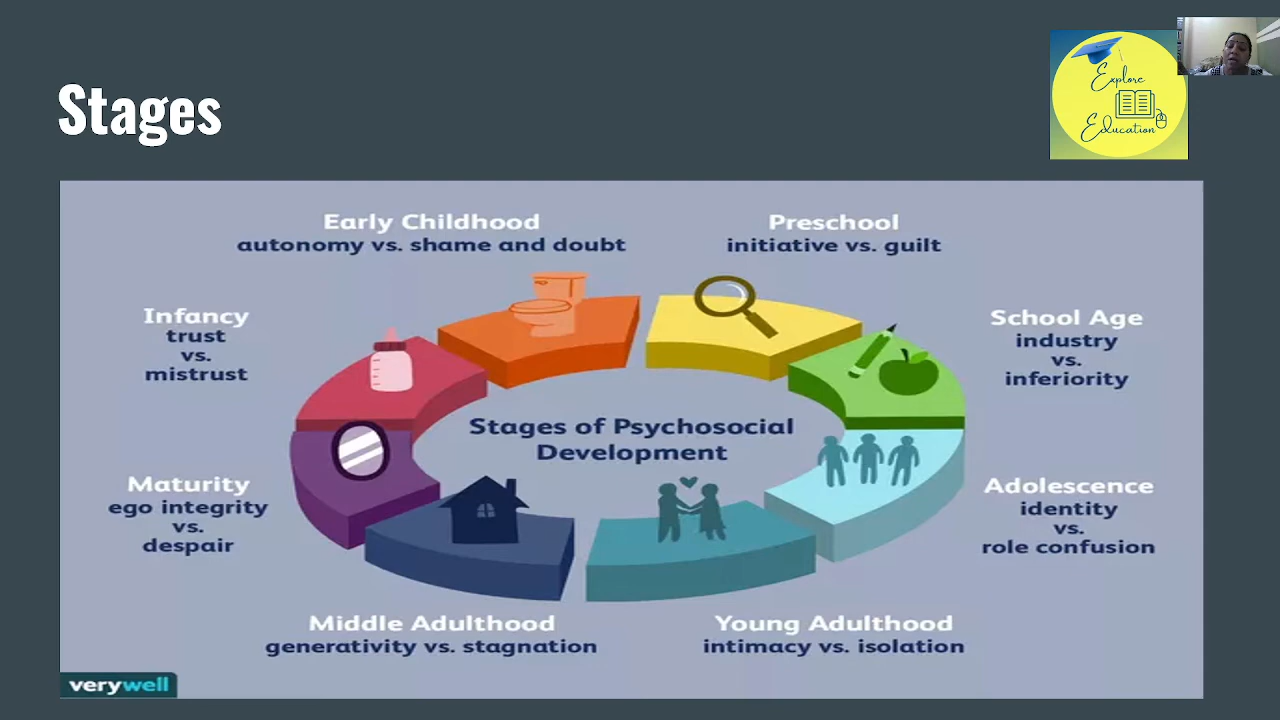 Stages
Explore
Education
Early Childhood
autonomy vs. shame and doubt
Preschool
initiative vs. guilt
Infancy
trust
vs.
mistrust
School Age
industry
vs.
inferiority
Stages of Psychosocial
Development
Maturity
ego integrity
vs.
despair
Adolescence
identity
vs.
role confusion
Middle Adulthood
generativity vs. stagnation
Young Adulthood
intimacy vs. isolation
verywell